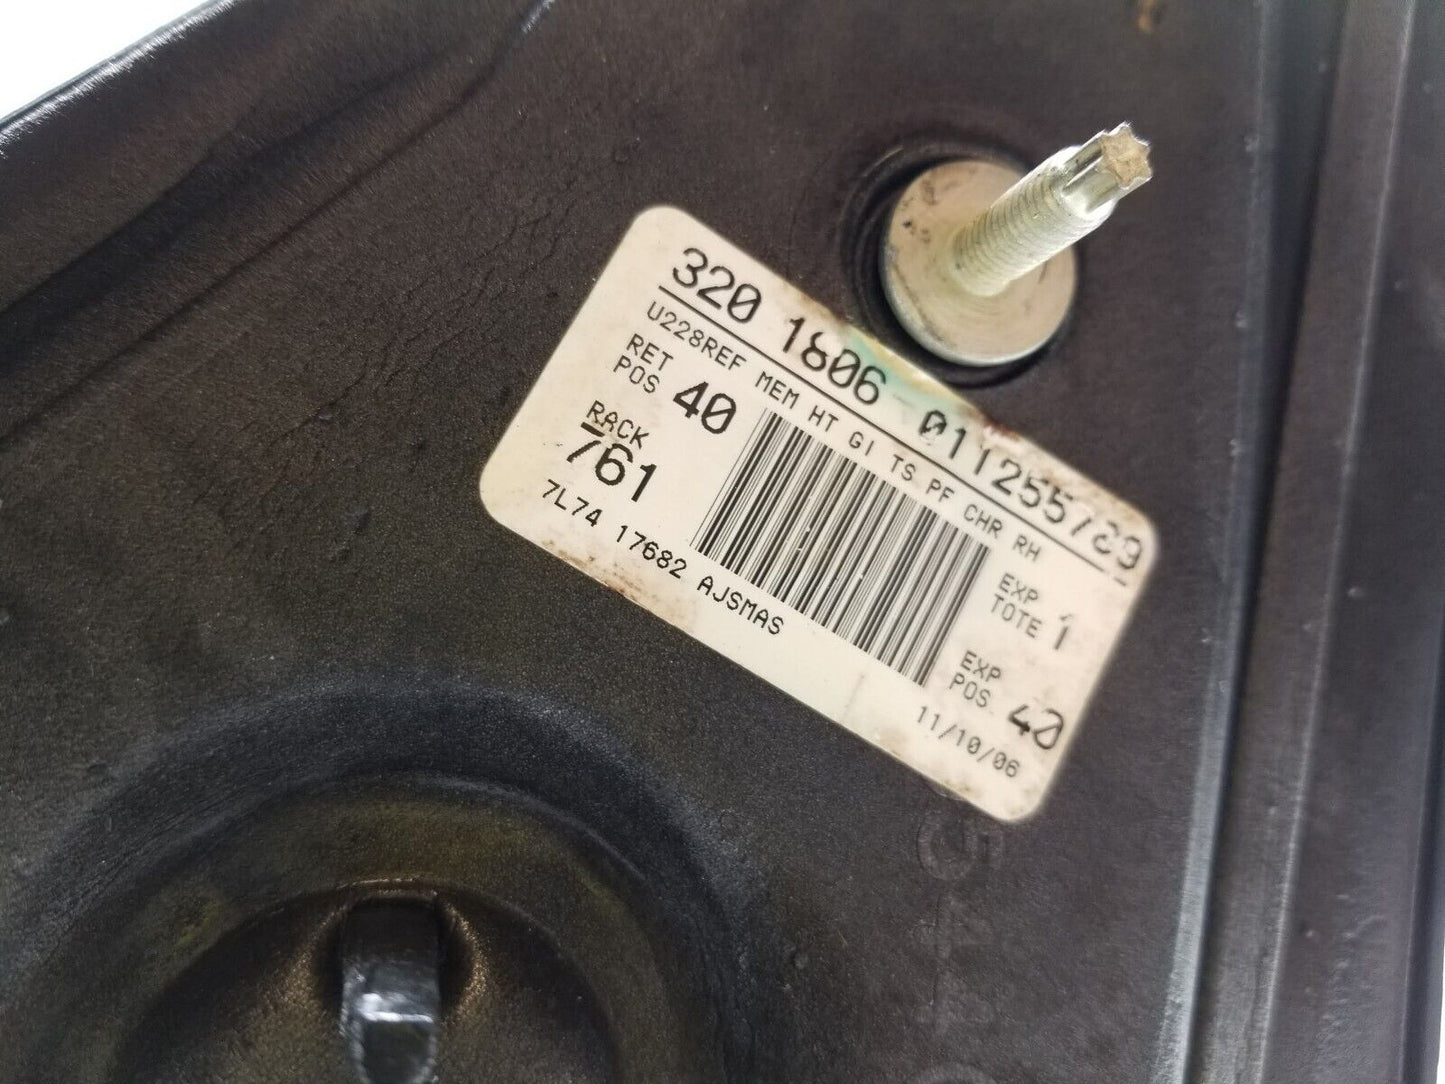 320 1806 011255789
U228REF MEM HT GI TS PF CHR RH
RET POS 40
RACK 761
EXP TOTE 1
EXP POS 40
7L74 17682 AJSMAS
11/10/06